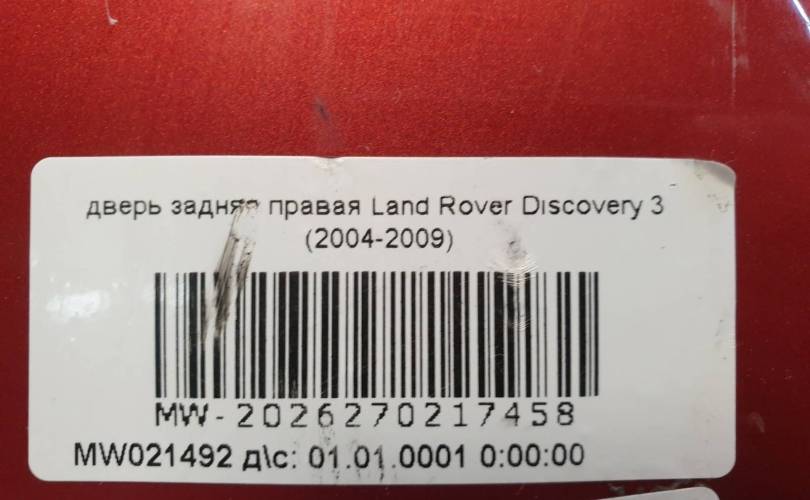 дверь задняя правая Land Rover Discovery 3
(2004-2009)
MW-2026270217458
MW021492 д\с: 01.01.0001 0:00:00